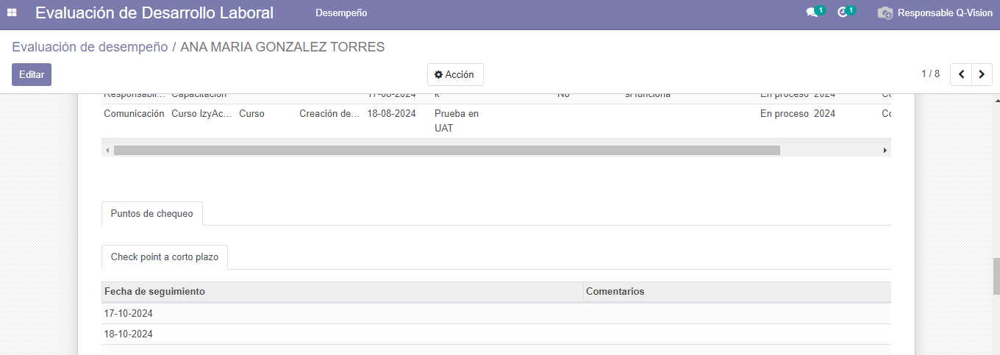 Evaluación de Desarrollo Laboral Desempeño 1 1 Responsable Q-Vision
Evaluación de desempeño / ANA MARIA GONZALEZ TORRES
Editar Acción 1 / 8
Responsabil... Capacitación 17-08-2024 k No si funciona En proceso 2024
Comunicación Curso IzyAc... Curso Creación de... 18-08-2024 Prueba en En proceso 2024
UAT
Puntos de chequeo
Check point a corto plazo
Fecha de seguimiento Comentarios
17-10-2024
18-10-2024